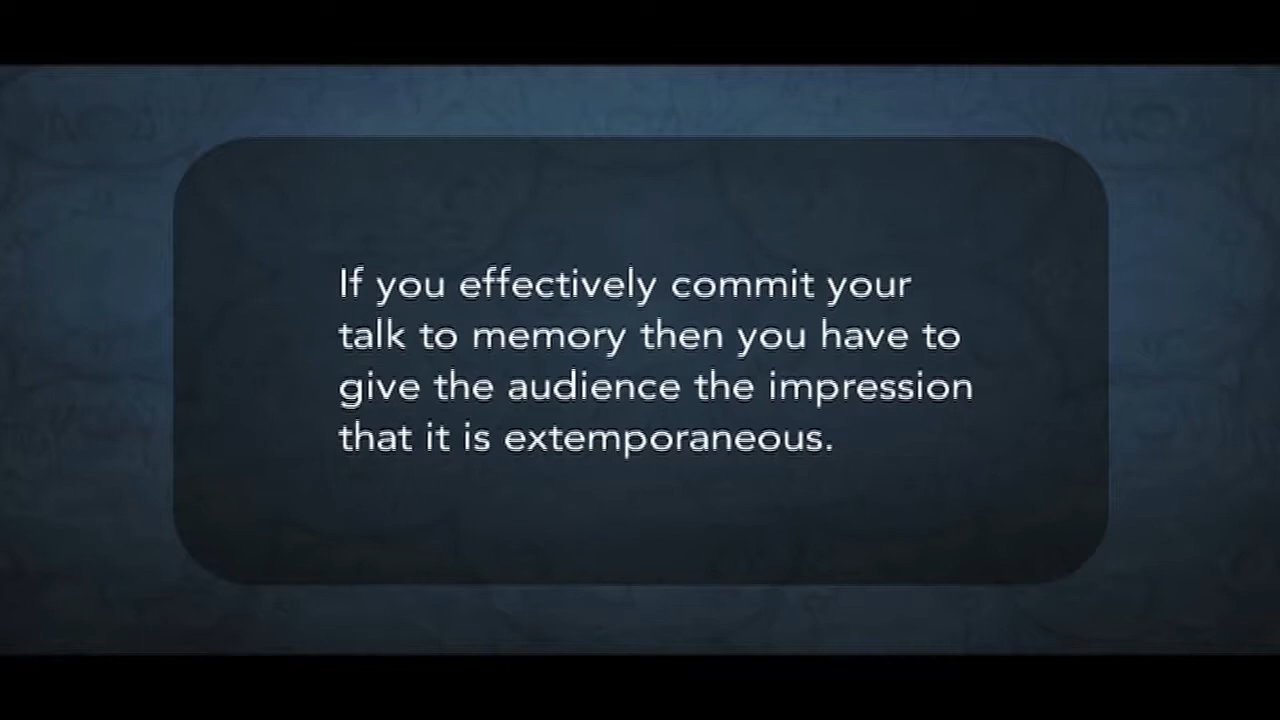 If you effectively commit your
talk to memory then you have to
give the audience the impression
that it is extemporaneous.